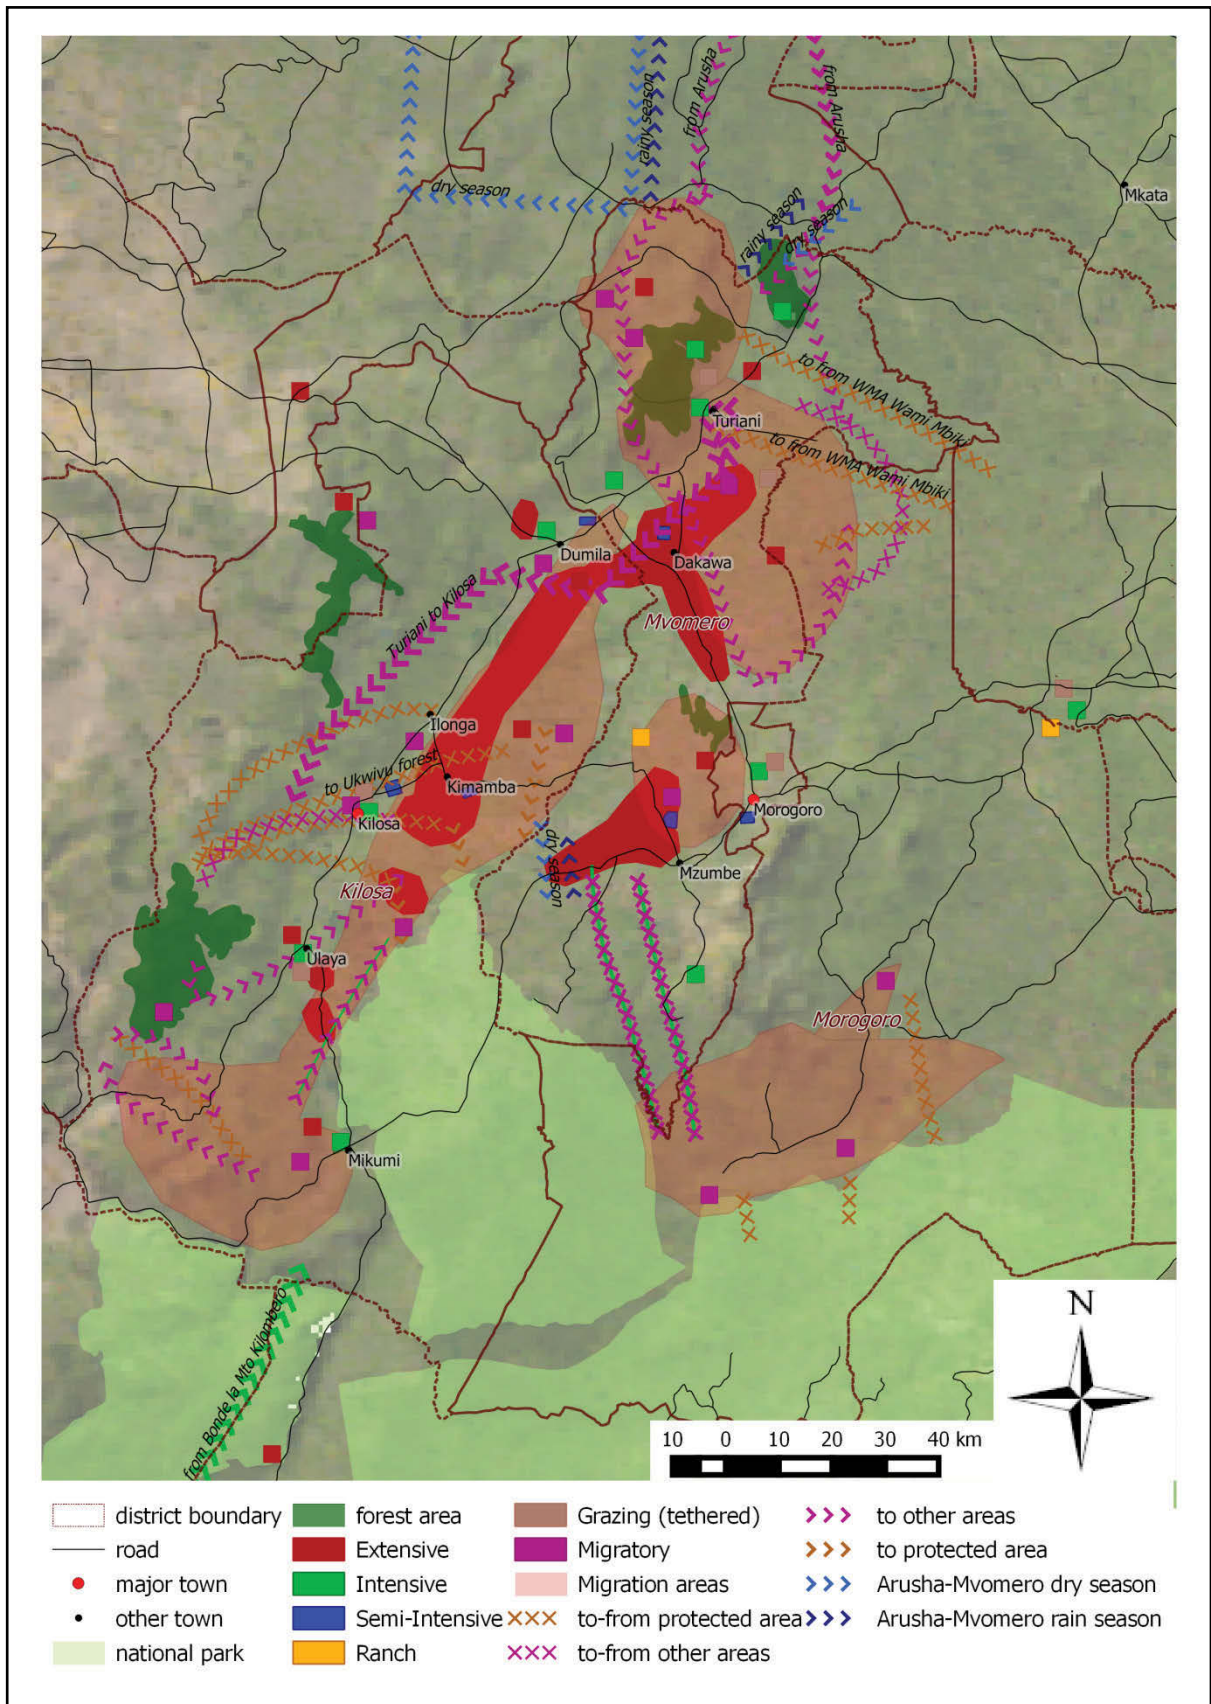 from Arusha
from Arusha
rainy season
dry season
Mkata
rainy season
dry season
to from WMA Wami Mbiki
Turiani
to from WMA Wami Mbiki
Dumila
Dakawa
Turiani to Kilosa
Mvomero
Ilonga
to Ukwivu forest
Kimamba
Kilosa
Morogoro
dry season
Mzumbe
Kilosa
Ulaya
Morogoro
Mikumi
from Bonde la Mto Kilombero
N
10 0 10 20 30 40 km
district boundary
road
major town
other town
national park
forest area
Extensive
Intensive
Semi-Intensive
Ranch
Grazing (tethered)
Migratory
Migration areas
to-from protected area
to-from other areas
to other areas
to protected area
Arusha-Mvomero dry season
Arusha-Mvomero rain season